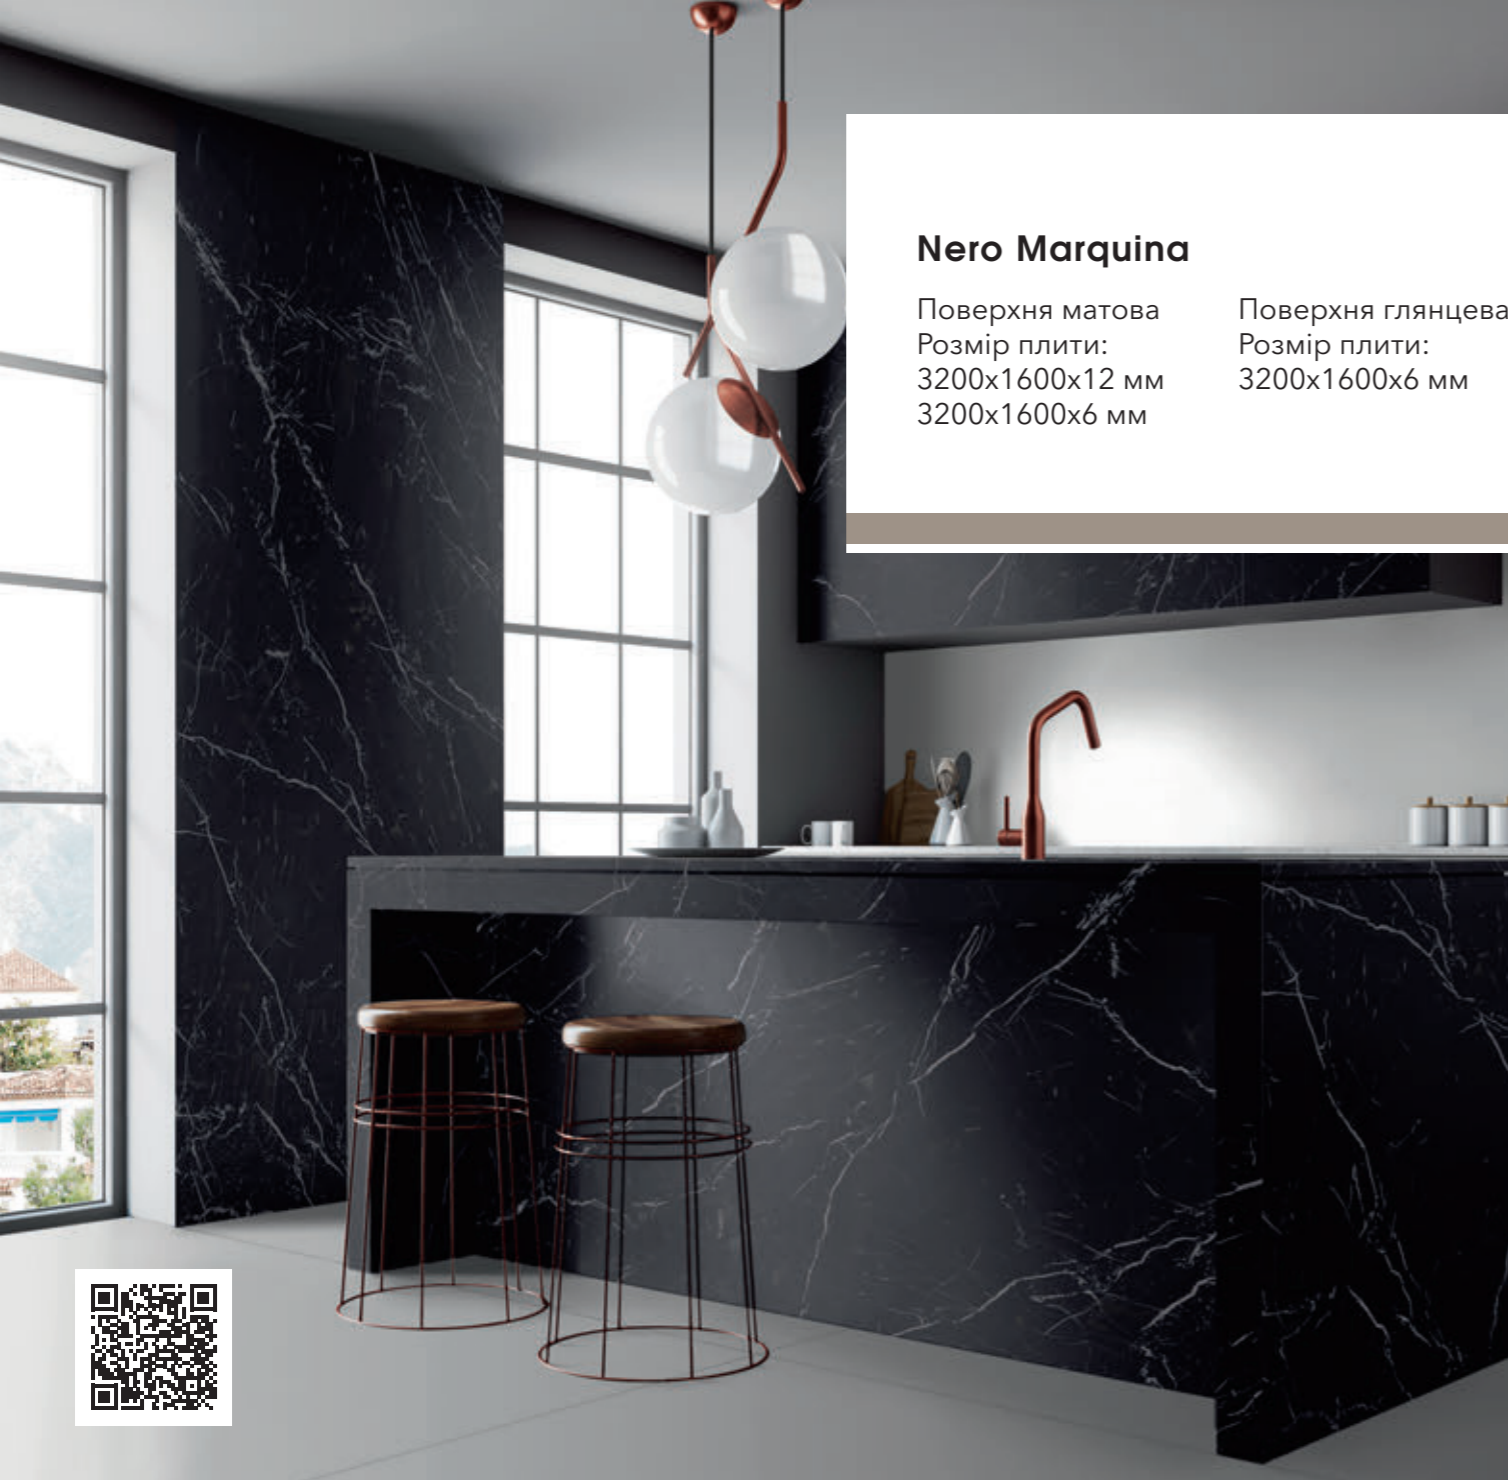 Nero Marquina
Поверхня матова
Розмір плити:
3200x1600x12 мм
3200x1600x6 мм
Поверхня глянцева
Розмір плити:
3200x1600x6 мм